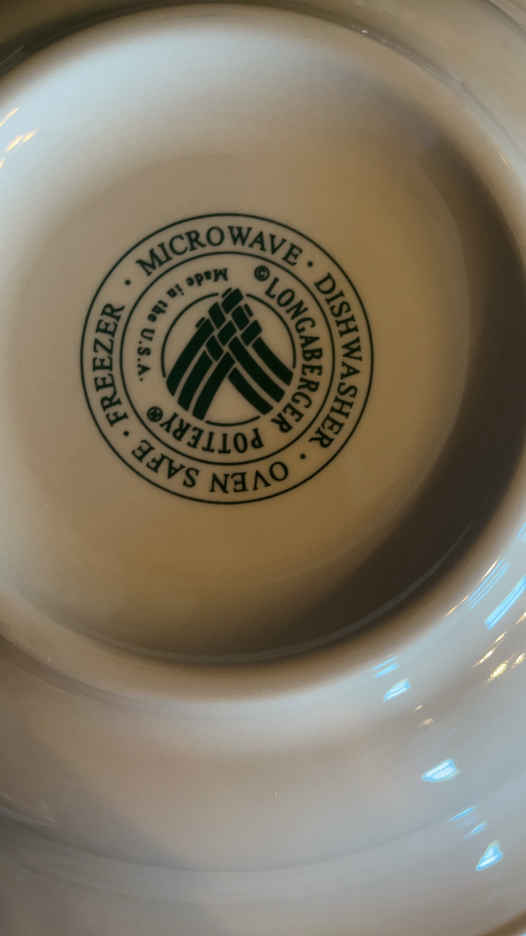 MICROWAVE · DISHWASHER · OVEN SAFE · FREEZER ·
© LONGABERGER POTTERY®
Made in the U.S.A.